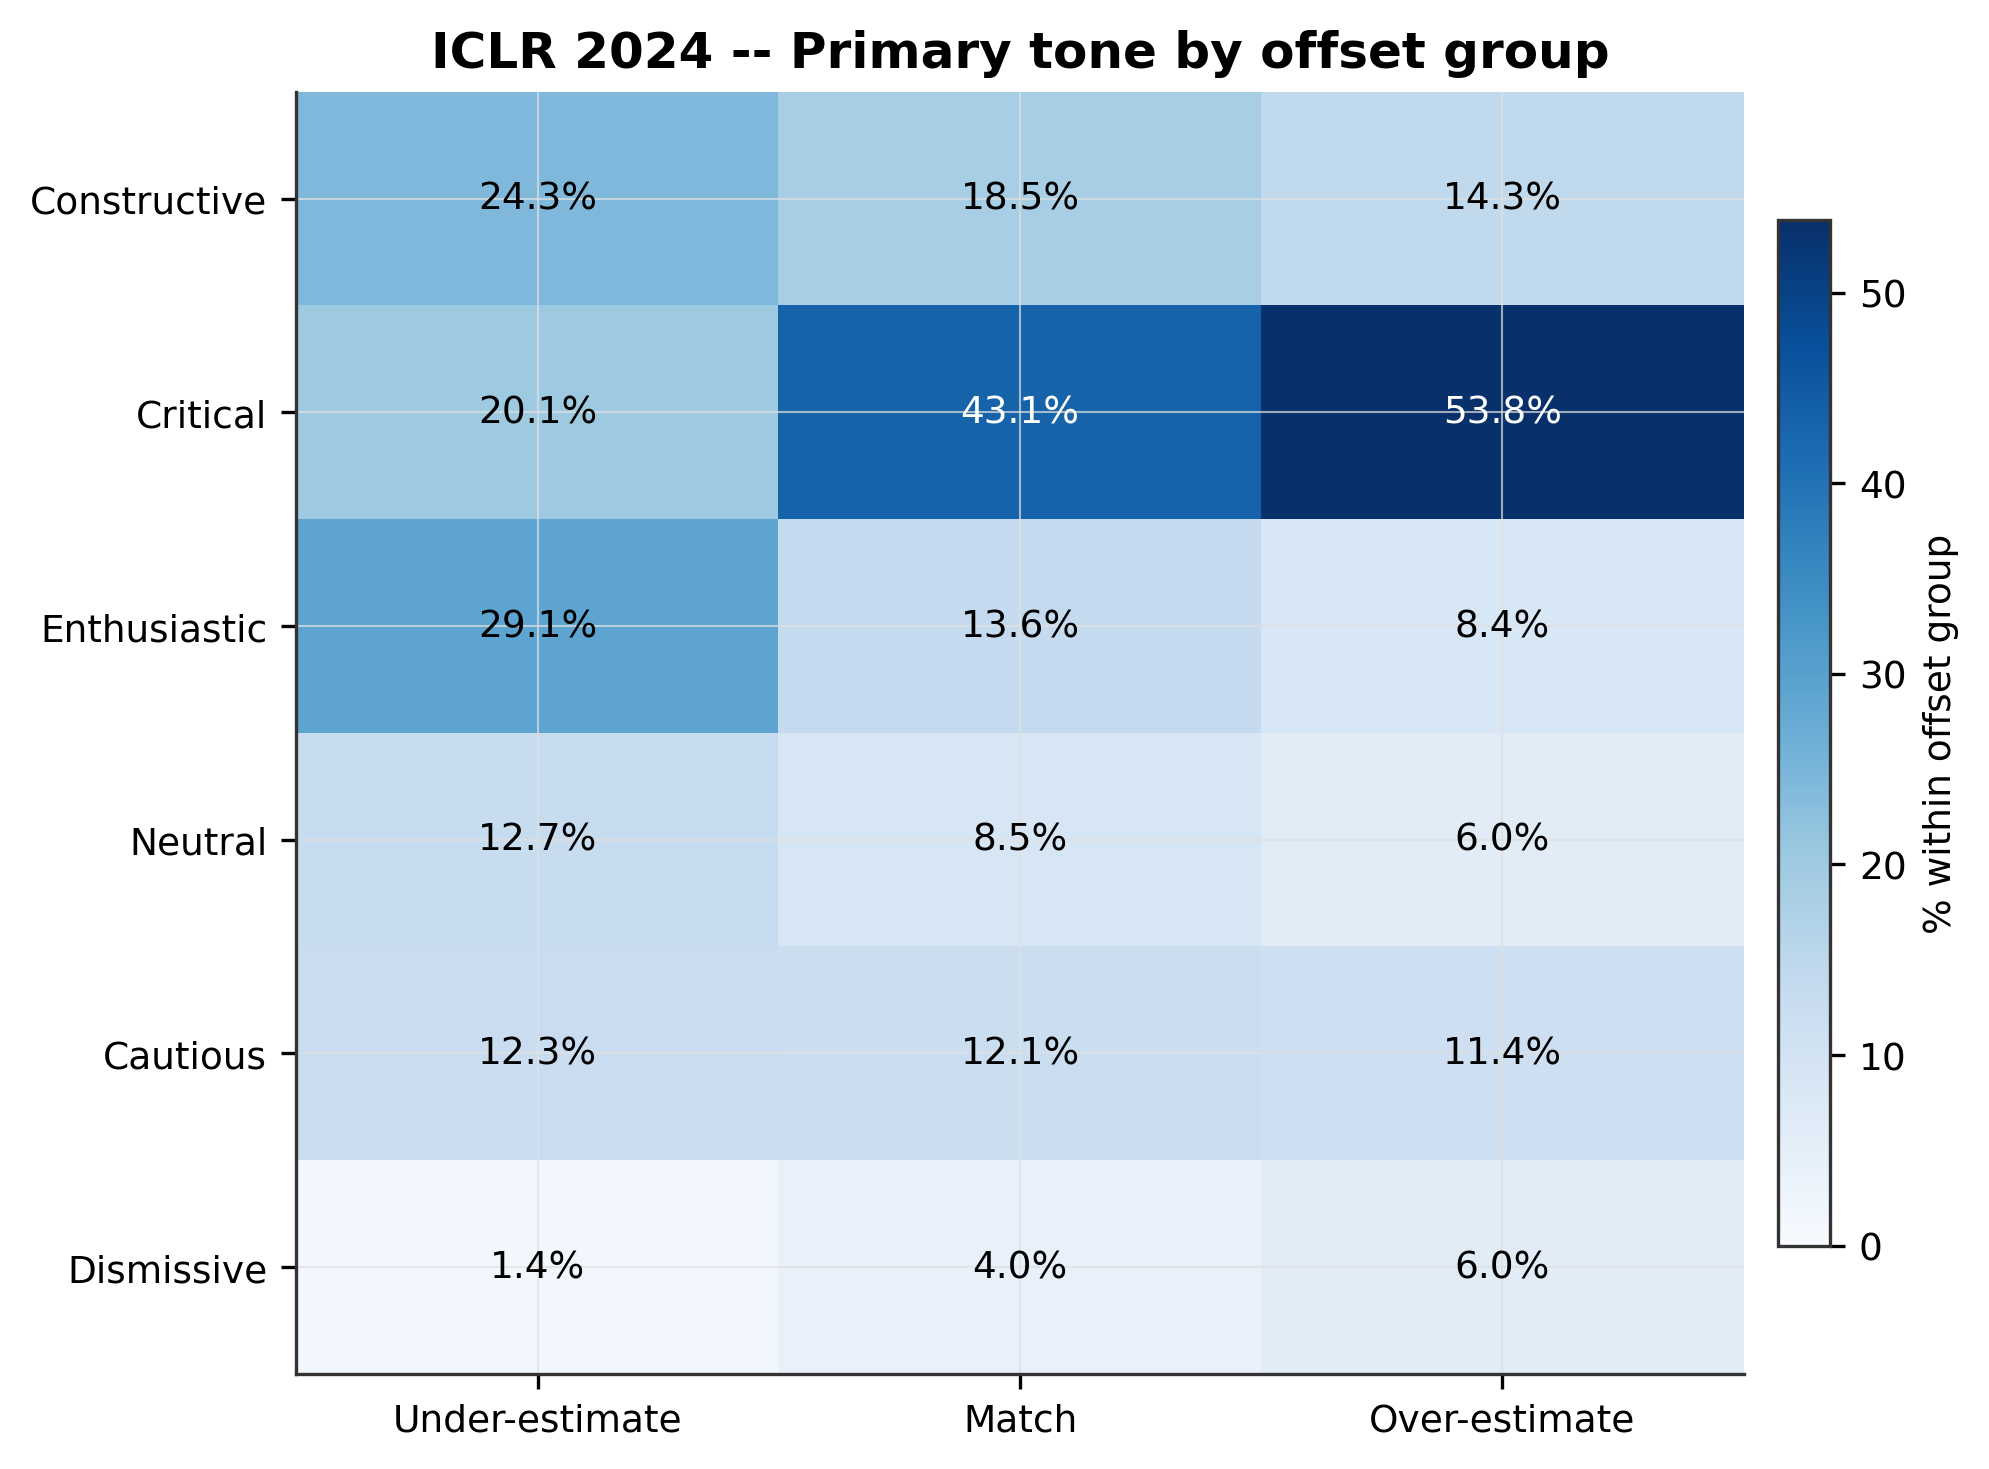 ICLR 2024 -- Primary tone by offset group
Constructive 24.3% 18.5% 14.3%
Critical 20.1% 43.1% 53.8%
Enthusiastic 29.1% 13.6% 8.4%
Neutral 12.7% 8.5% 6.0%
Cautious 12.3% 12.1% 11.4%
Dismissive 1.4% 4.0% 6.0%
Under-estimate Match Over-estimate
50
40
30
20
10
0
% within offset group